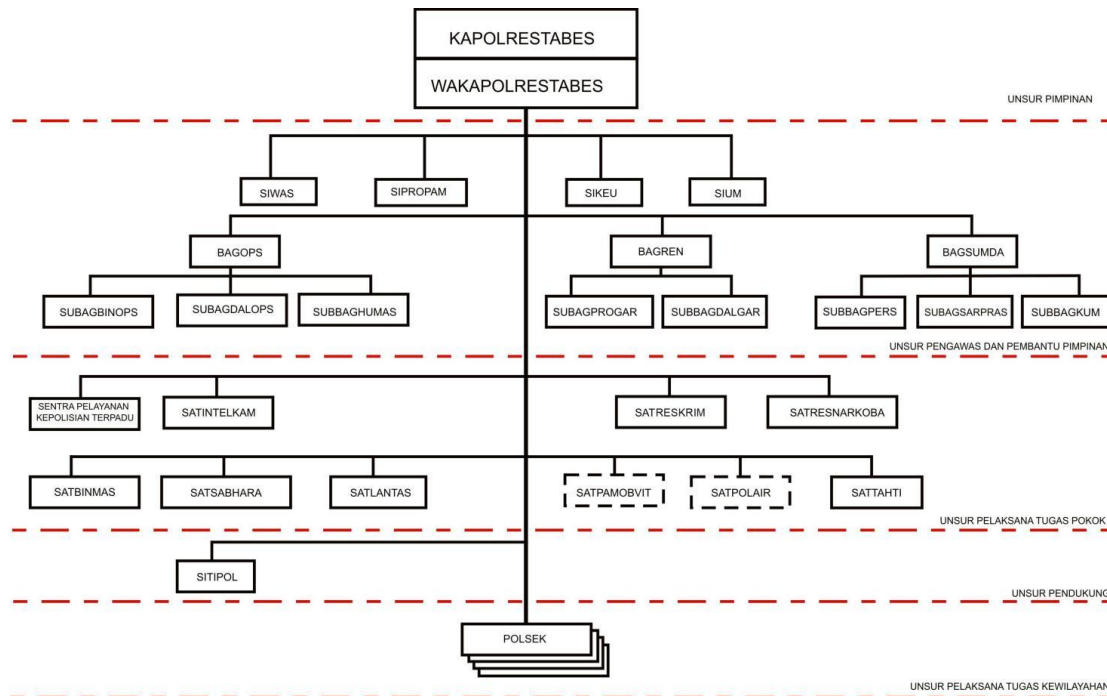 KAPOLRESTABES
WAKAPOLRESTABES
UNSUR PIMPINAN
SIWAS
SIPROPAM
SIKEU
SIUM
BAGOPS
BAGREN
BAGSUMDA
SUBAGBINOPS
SUBAGDALOPS
SUBBAGHUMAS
SUBAGPROGAR
SUBBAGDALGAR
SUBBAGPERS
SUBAGSARPRAS
SUBBAGKUM
UNSUR PENGAWAS DAN PEMBANTU PIMPINAN
SENTRA PELAYANAN
KEPOLISIAN TERPADU
SATINTELKAM
SATRESKRIM
SATRESNARKOBA
SATBINMAS
SATSABHARA
SATLANTAS
SATPAMOBVIT
SATPOLAIR
SATTAHTI
UNSUR PELAKSANA TUGAS POKOK
SITIPOL
UNSUR PENDUKUNG
POLSEK
UNSUR PELAKSANA TUGAS KEWILAYAHAN